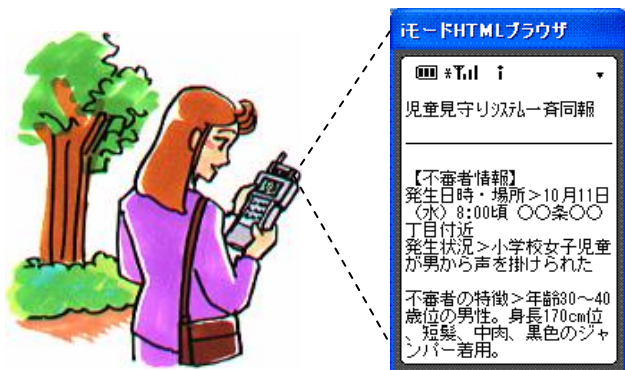 iモードHTMLブラウザ
児童見守りシステム一斉同報
【不審者情報】
発生日時・場所>10月11日
(水)8:00頃 〇〇条〇〇
丁目付近
発生状況>小学校女子児童
が男から声を掛けられた
不審者の特徴>年齢30～40
歳位の男性。身長170cm位
、短髪、中肉、黒色のジャ
ンパー着用。